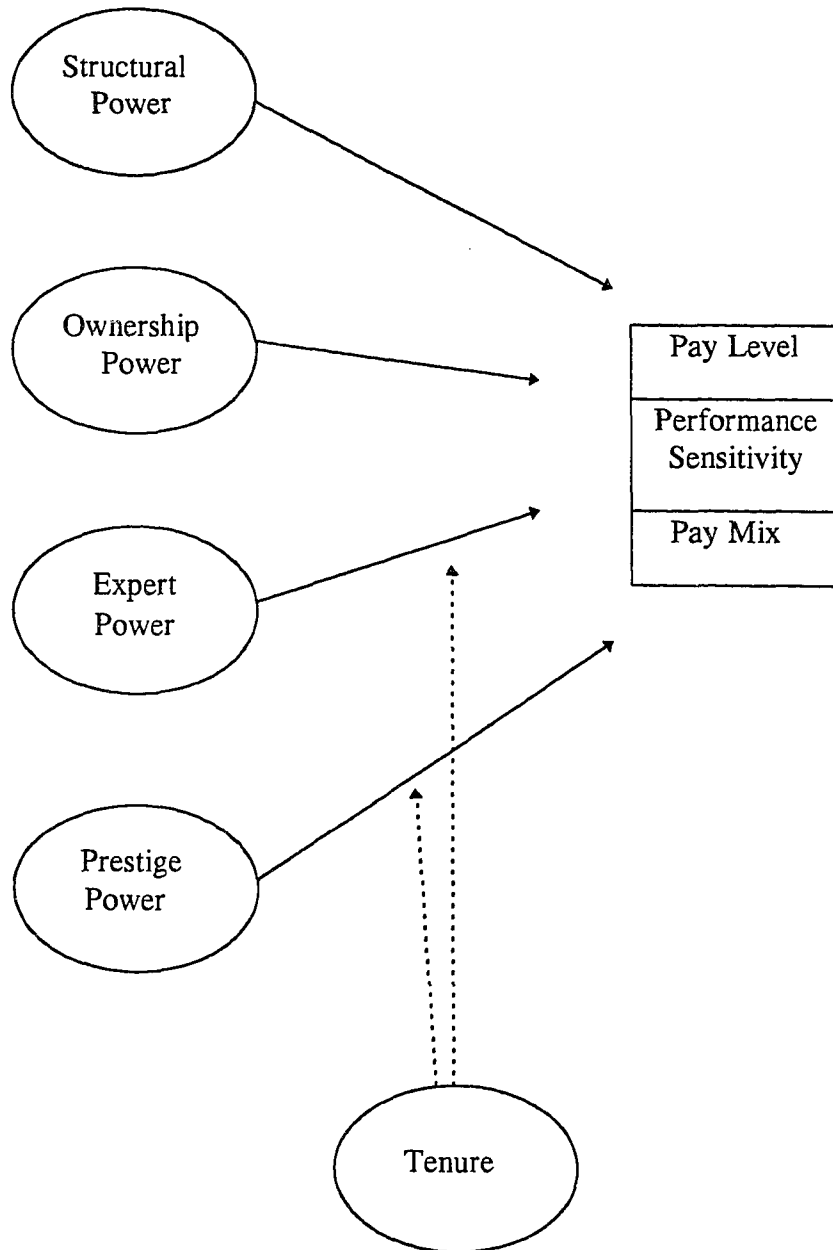 Structural
Power
Ownership
Power
Pay Level
Performance
Sensitivity
Pay Mix
Expert
Power
Prestige
Power
Tenure